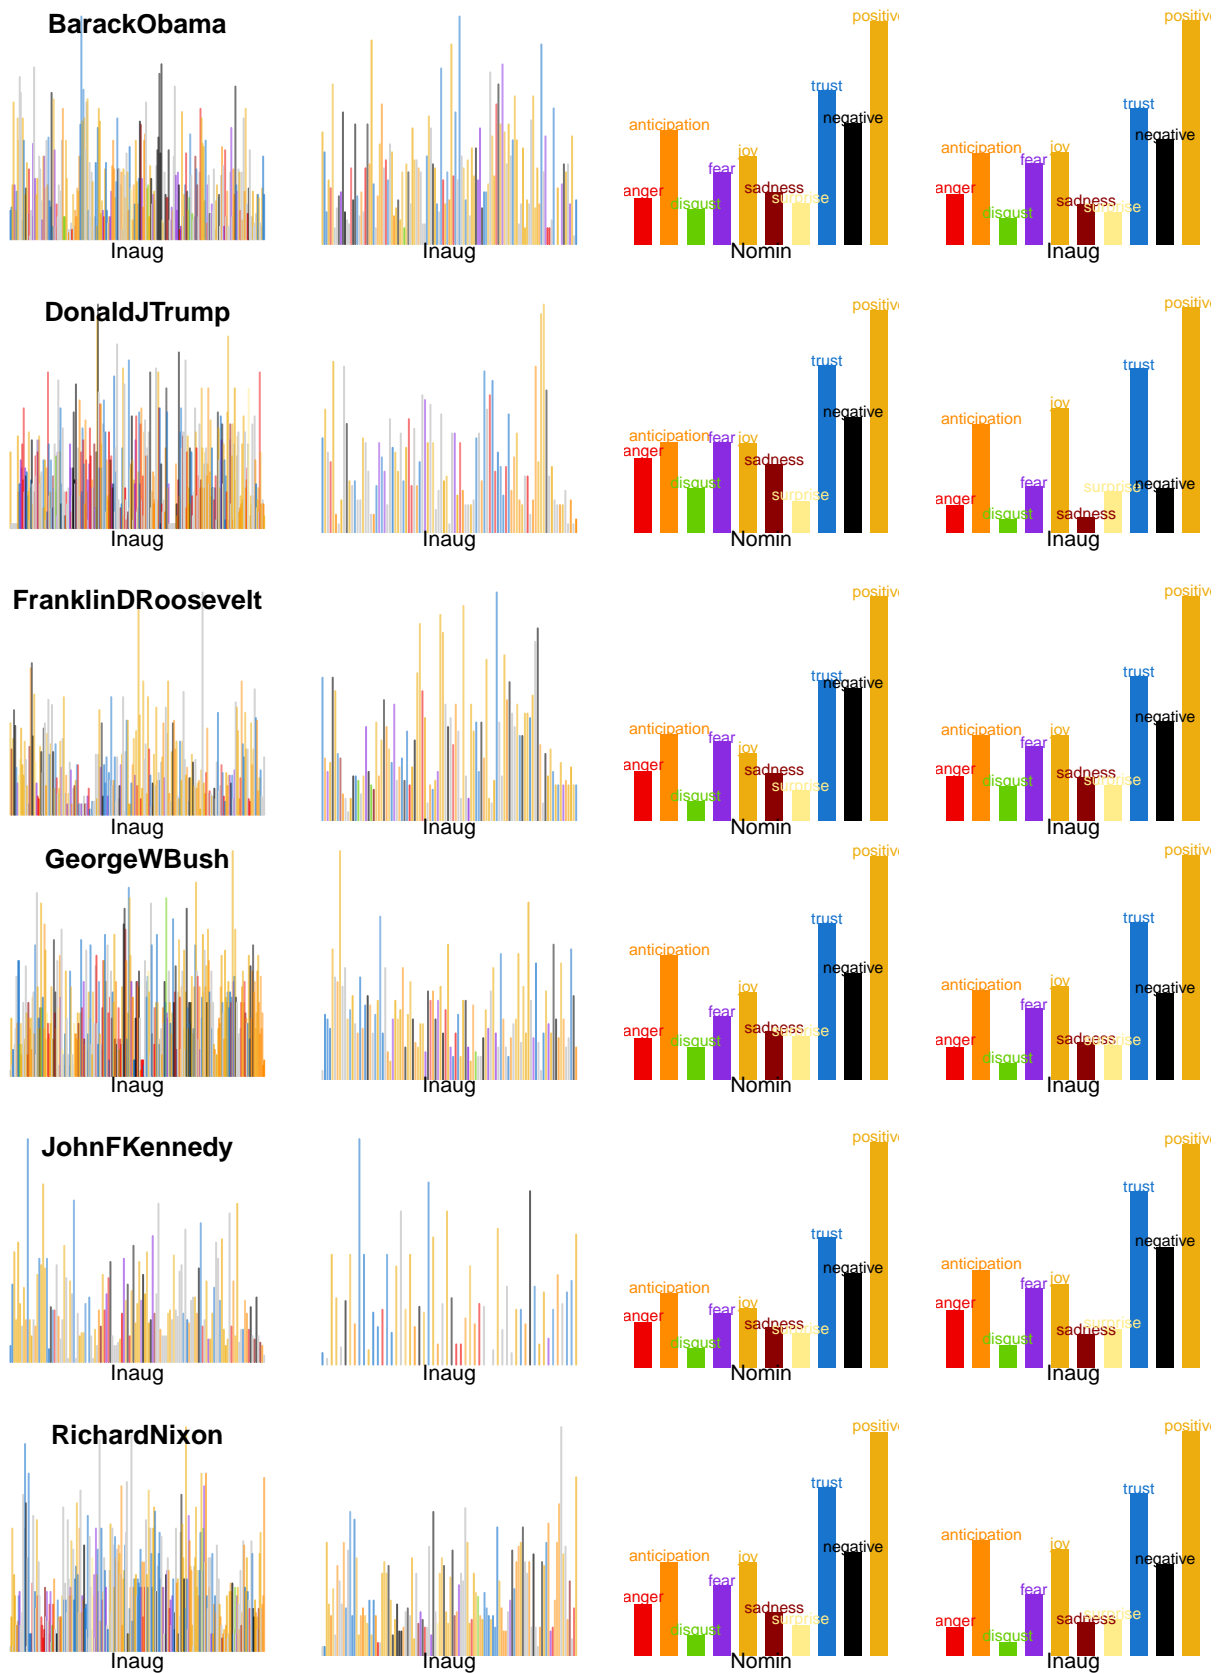 BarackObama
Inaug
Inaug
anger
anticipation
disgust
fear
joy
sadness
surprise
trust
negative
positive
Nomin
anger
anticipation
disgust
fear
joy
sadness
surprise
trust
negative
positive
Inaug
DonaldJTrump
Inaug
Inaug
anger
anticipation
disgust
fear
joy
sadness
surprise
trust
negative
positive
Nomin
anger
anticipation
disgust
fear
joy
sadness
surprise
trust
negative
positive
Inaug
FranklinDRoosevelt
Inaug
Inaug
anger
anticipation
disgust
fear
joy
sadness
surprise
trust
negative
positive
Nomin
anger
anticipation
disgust
fear
joy
sadness
surprise
trust
negative
positive
Inaug
GeorgeWBush
Inaug
Inaug
anger
anticipation
disgust
fear
joy
sadness
surprise
trust
negative
positive
Nomin
anger
anticipation
disgust
fear
joy
sadness
surprise
trust
negative
positive
Inaug
JohnFKennedy
Inaug
Inaug
anger
anticipation
disgust
fear
joy
sadness
surprise
trust
negative
positive
Nomin
anger
anticipation
disgust
fear
joy
sadness
surprise
trust
negative
positive
Inaug
RichardNixon
Inaug
Inaug
anger
anticipation
disgust
fear
joy
sadness
surprise
trust
negative
positive
Nomin
anger
anticipation
disgust
fear
joy
sadness
surprise
trust
negative
positive
Inaug